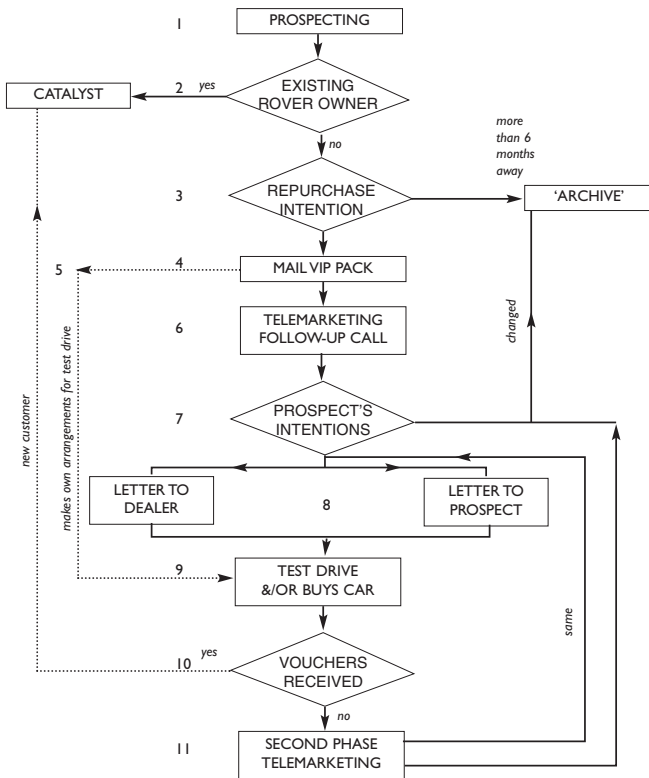 1
PROSPECTING
CATALYST
2
yes
EXISTING
ROVER OWNER
no
more
than 6
months
away
3
REPURCHASE
INTENTION
'ARCHIVE'
5
4
MAIL VIP PACK
6
TELEMARKETING
FOLLOW-UP CALL
changed
new customer
makes own arrangements for test drive
7
PROSPECT'S
INTENTIONS
LETTER TO
DEALER
8
LETTER TO
PROSPECT
9
TEST DRIVE
&/OR BUYS CAR
same
10
yes
VOUCHERS
RECEIVED
no
11
SECOND PHASE
TELEMARKETING